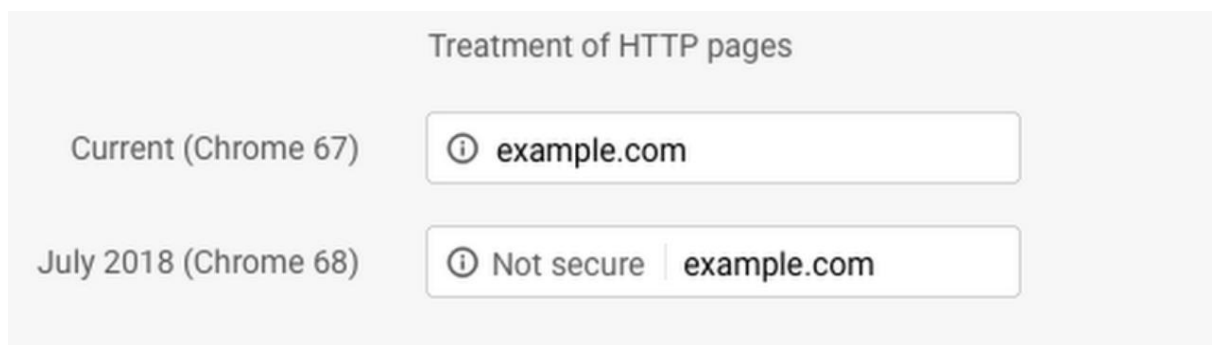 Treatment of HTTP pages
Current (Chrome 67)
example.com
July 2018 (Chrome 68)
Not secure
example.com